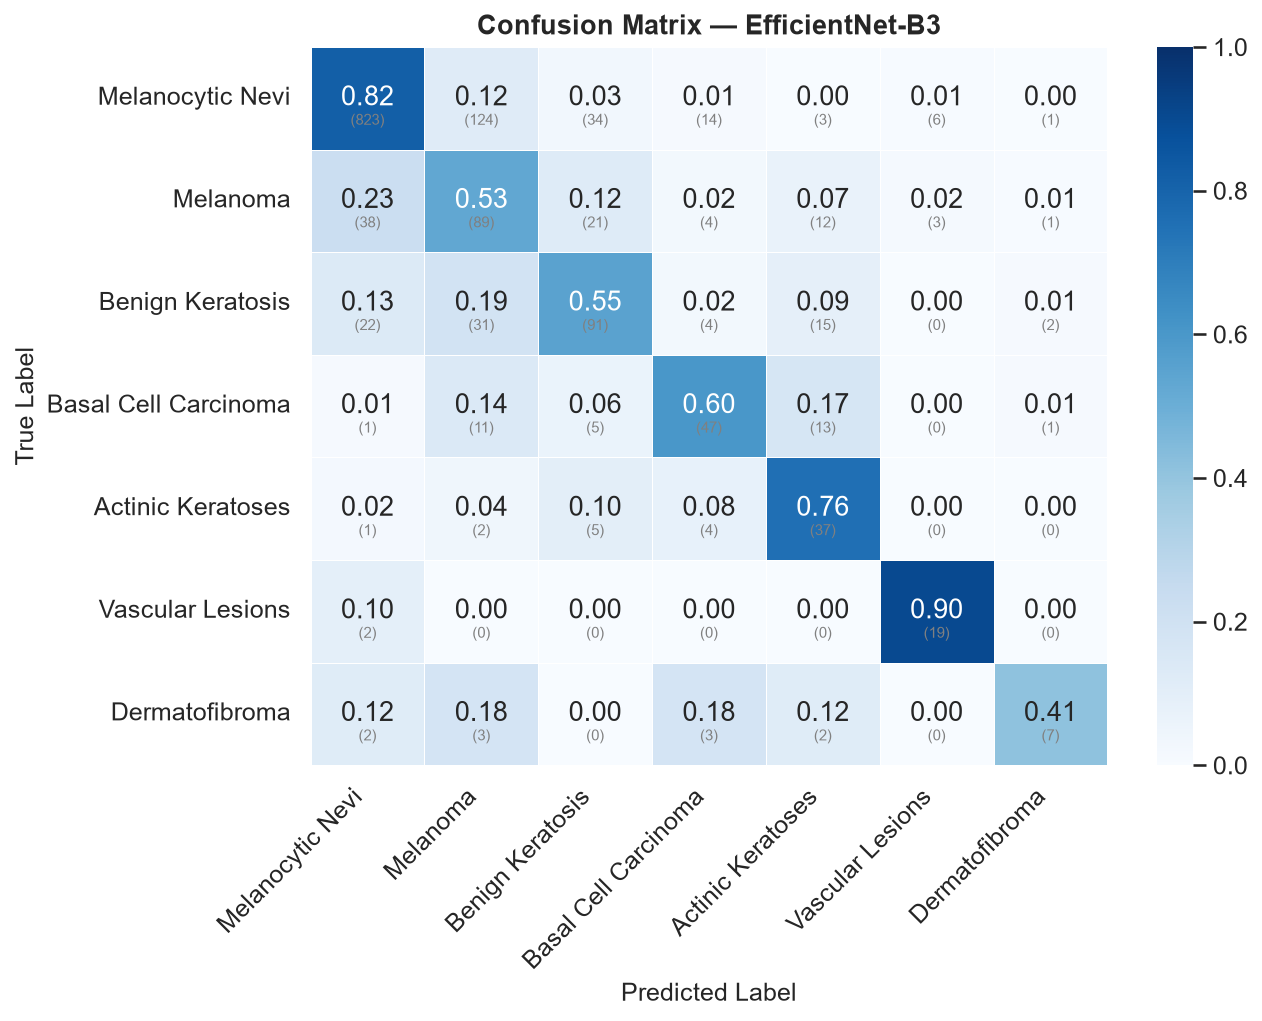 Confusion Matrix — EfficientNet-B3
Melanocytic Nevi 0.82 0.12 0.03 0.01 0.00 0.01 0.00 1.0
(823) (124) (34) (14) (3) (6) (1)
0.8
Melanoma 0.23 0.53 0.12 0.02 0.07 0.02 0.01
(38) (89) (21) (4) (12) (3) (1)
Benign Keratosis 0.13 0.19 0.55 0.02 0.09 0.00 0.01
(22) (31) (91) (4) (15) (0) (2)
0.6
True Label
Basal Cell Carcinoma 0.01 0.14 0.06 0.60 0.17 0.00 0.01
(1) (11) (5) (47) (13) (0) (1)
0.4
Actinic Keratoses 0.02 0.04 0.10 0.08 0.76 0.00 0.00
(1) (2) (5) (4) (37) (0) (0)
Vascular Lesions 0.10 0.00 0.00 0.00 0.00 0.90 0.00
(2) (0) (0) (0) (0) (19) (0)
0.2
Dermatofibroma 0.12 0.18 0.00 0.18 0.12 0.00 0.41
(2) (3) (0) (3) (2) (0) (7)
0.0
Melanocytic Nevi
Melanoma
Benign Keratosis
Basal Cell Carcinoma
Actinic Keratoses
Vascular Lesions
Dermatofibroma
Predicted Label